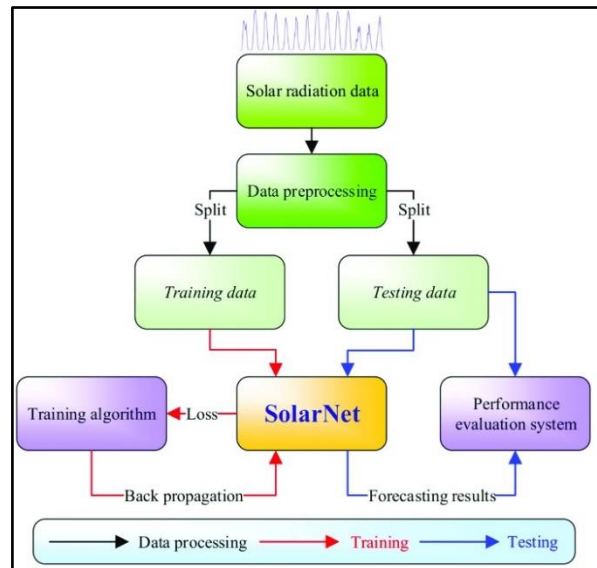 Solar radiation data
Data preprocessing
Split
Split
Training data
Testing data
Training algorithm
Loss
SolarNet
Performance
evaluation system
Back propagation
Forecasting results
Data processing
Training
Testing